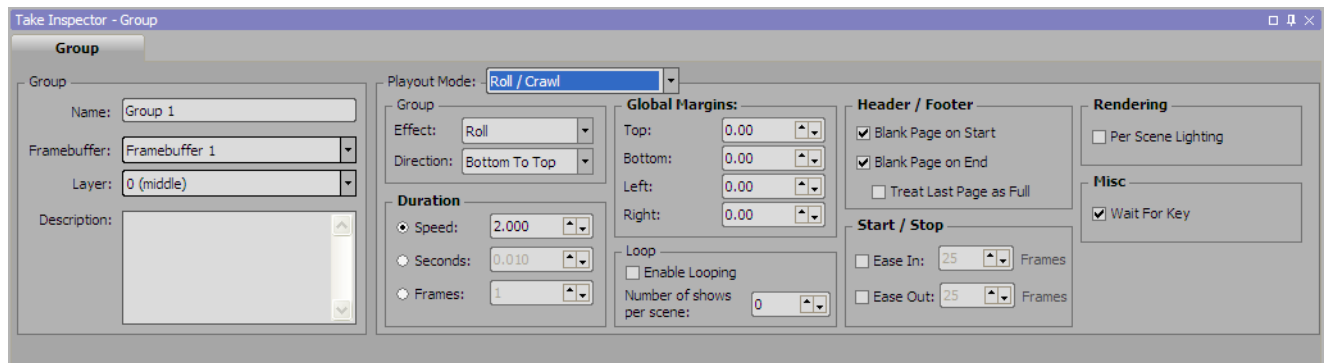 Take Inspector - Group
Group
Group
Name: Group 1
Framebuffer: Framebuffer 1
Layer: 0 (middle)
Description:
Playout Mode: Roll / Crawl
Group
Effect: Roll
Direction: Bottom To Top
Duration
Speed: 2.000
Seconds: 0.010
Frames: 1
Global Margins:
Top: 0.00
Bottom: 0.00
Left: 0.00
Right: 0.00
Loop
Enable Looping
Number of shows
per scene: 0
Header / Footer
Blank Page on Start
Blank Page on End
Treat Last Page as Full
Start / Stop
Ease In: 25 Frames
Ease Out: 25 Frames
Rendering
Per Scene Lighting
Misc
Wait For Key